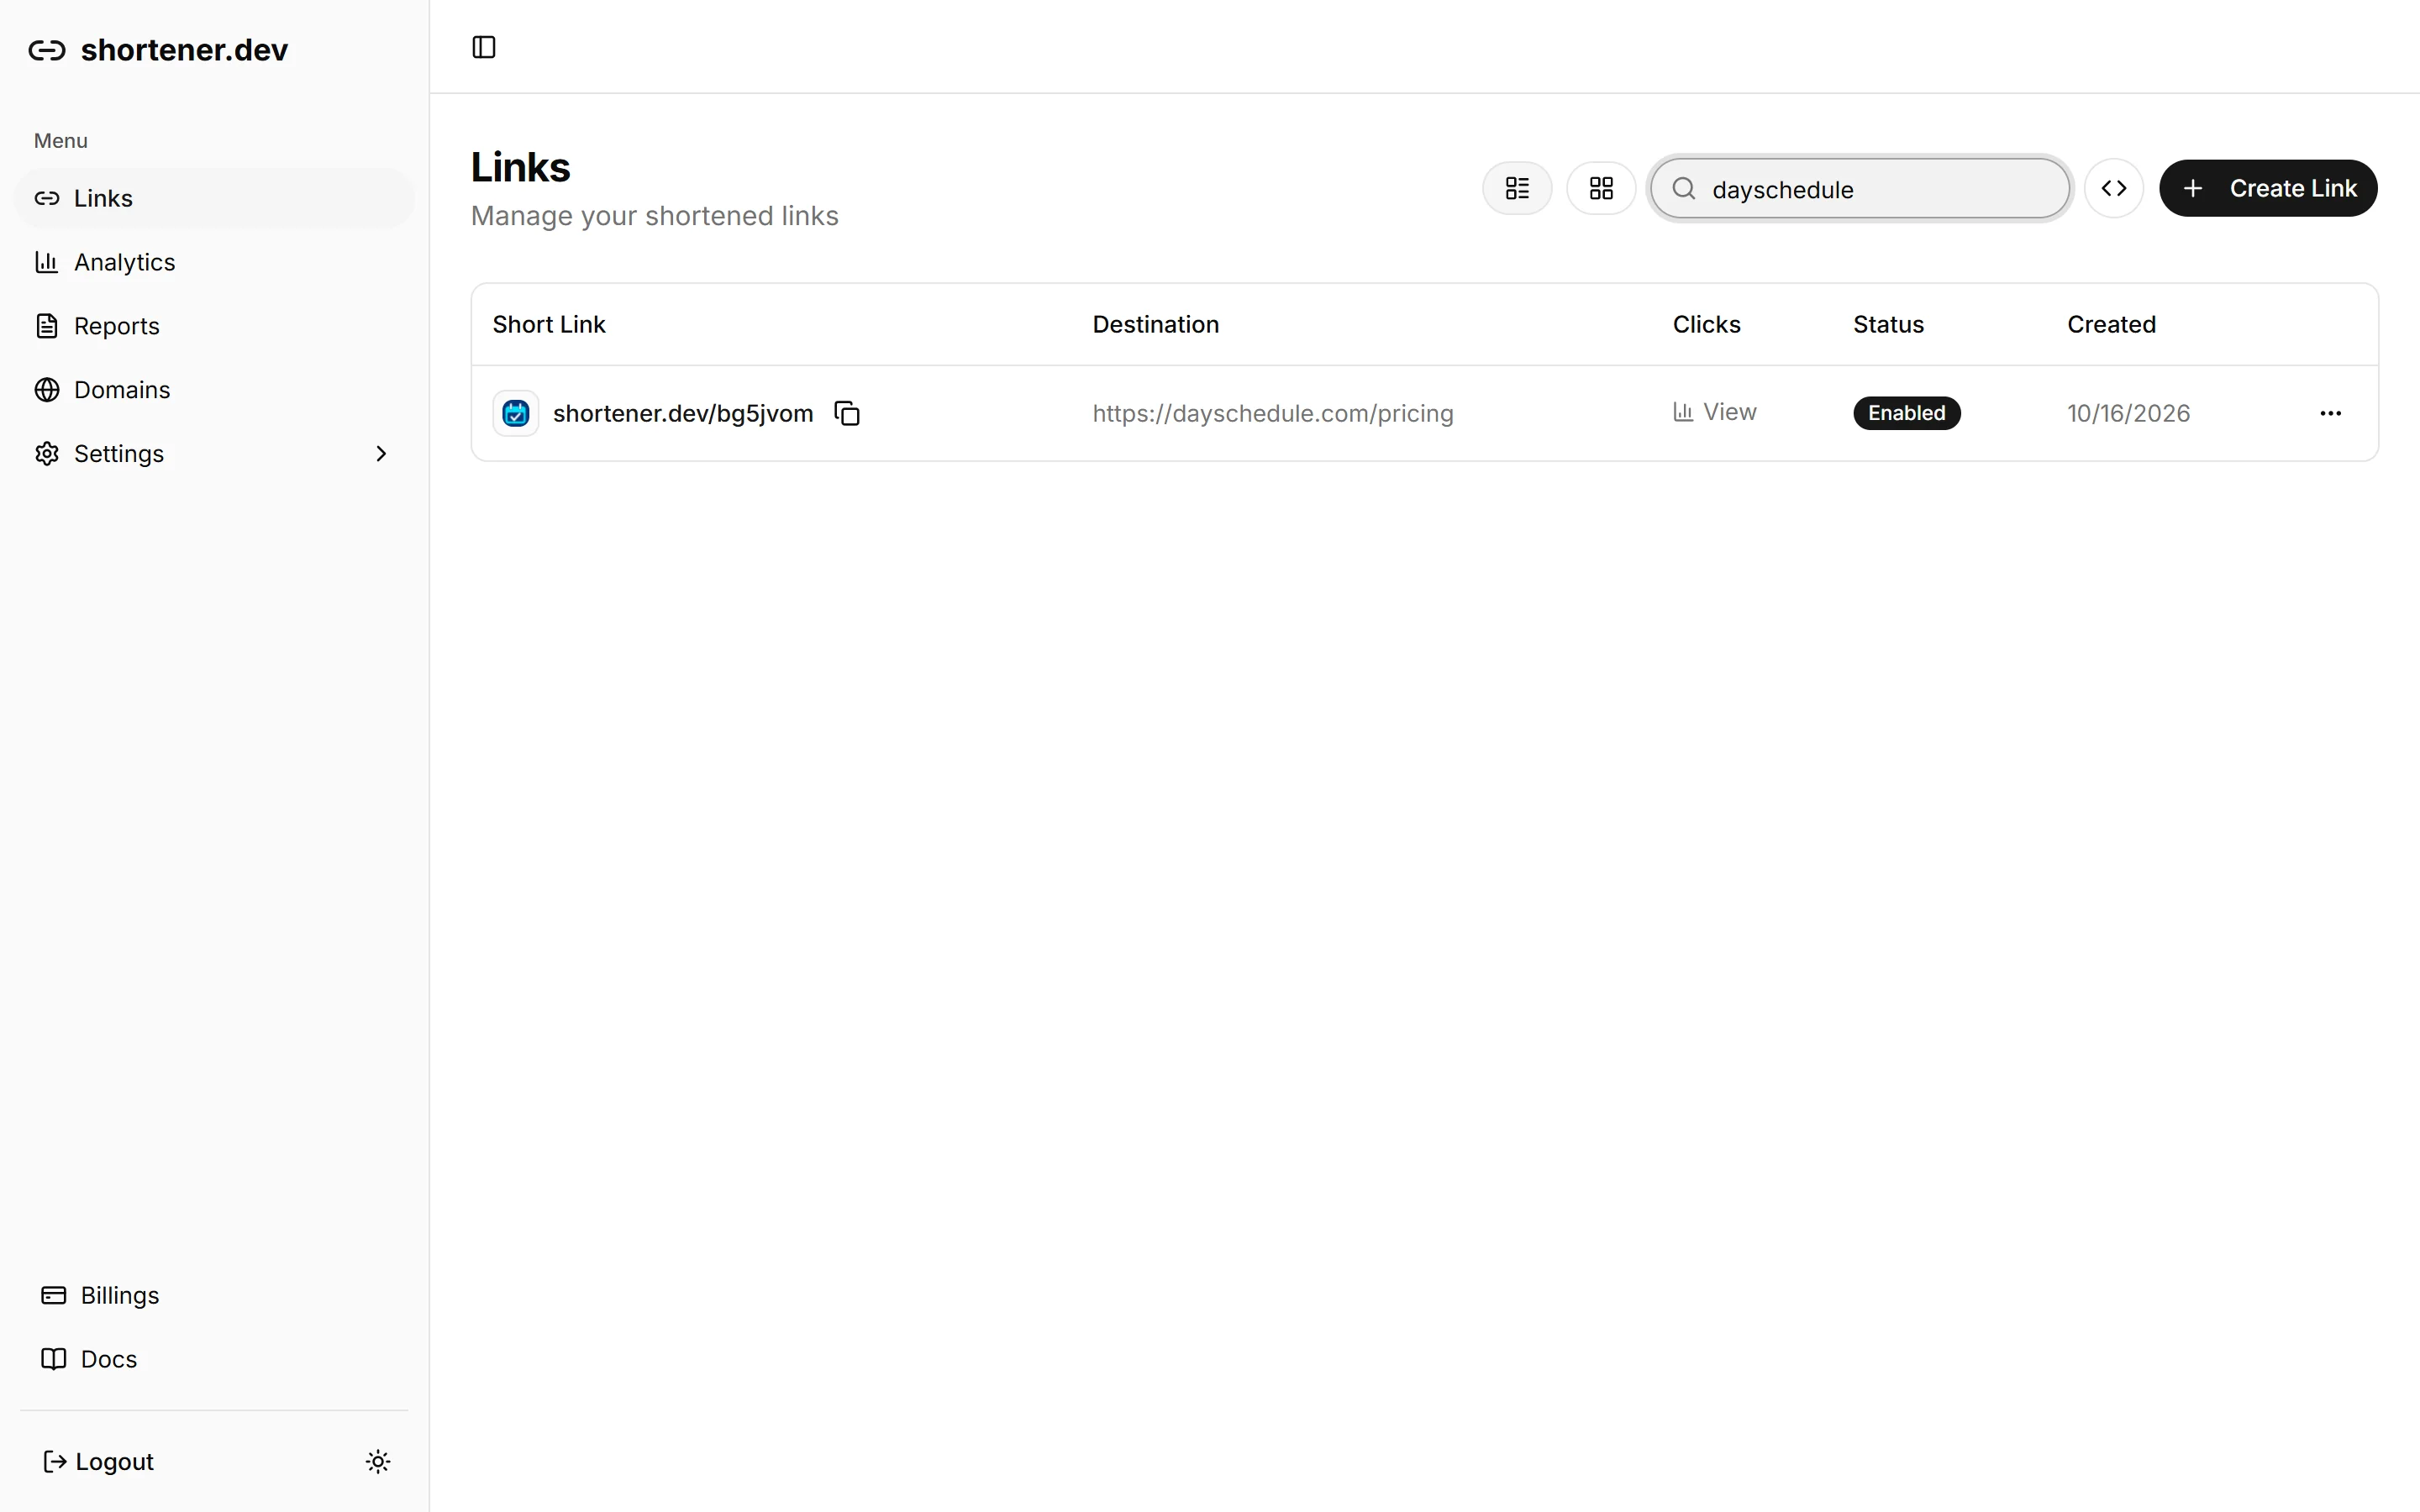 shortener.dev
Menu
Links
Analytics
Reports
Domains
Settings
Billings
Docs
Logout
Links
Manage your shortened links
dayschedule
Create Link
Short Link Destination Clicks Status Created
shortener.dev/bg5jvom https://dayschedule.com/pricing View Enabled 10/16/2026